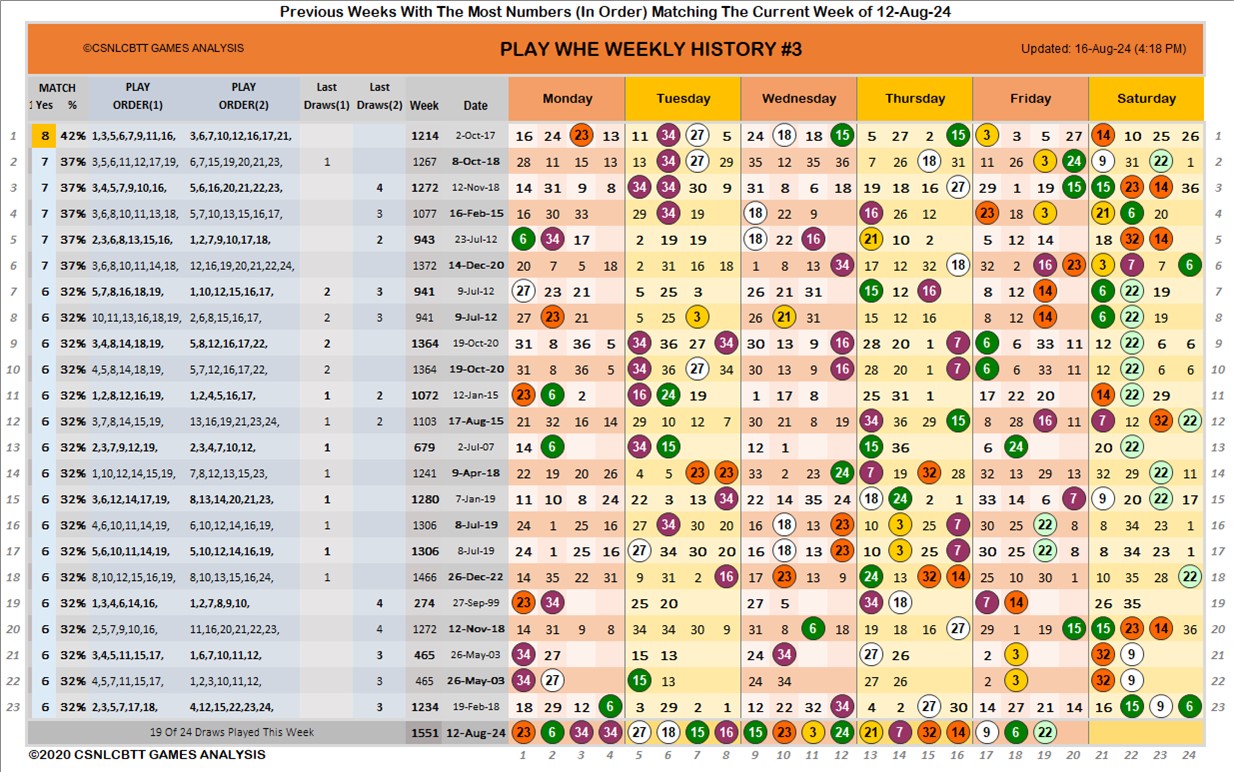 Previous Weeks With The Most Numbers (In Order) Matching The Current Week of 12-Aug-24
©CSNLCBTT GAMES ANALYSIS PLAY WHE WEEKLY HISTORY #3 Updated: 16-Aug-24 (4:18 PM)
MATCH PLAY PLAY Last Last
1 Yes % ORDER(1) ORDER(2) Draws(1) Draws(2) Week Date Monday Tuesday Wednesday Thursday Friday Saturday
1 8 42% 1,3,5,6,7,9,11,16, 3,6,7,10,12,16,17,21, 1214 2-Oct-17 16 24 23 13 11 34 27 5 24 18 18 15 5 27 2 15 3 3 5 27 14 10 25 26 1
2 7 37% 3,5,6,11,12,17,19, 6,7,15,19,20,21,23, 1 1267 8-Oct-18 28 11 15 13 13 34 27 29 35 12 35 36 7 26 18 31 11 26 3 24 9 31 22 1 2
3 7 37% 3,4,5,7,9,10,16, 5,6,16,20,21,22,23, 4 1272 12-Nov-18 14 31 9 8 34 34 30 9 31 8 6 18 19 18 16 27 29 1 19 15 15 23 14 36 3
4 7 37% 3,6,8,10,11,13,18, 5,7,10,13,15,16,17, 3 1077 16-Feb-15 16 30 33 29 34 19 18 22 9 16 26 12 23 18 3 21 6 20 4
5 7 37% 2,3,6,8,13,15,16, 1,2,7,9,10,17,18, 2 943 23-Jul-12 6 34 17 2 19 19 18 22 16 21 10 2 5 12 14 18 32 14 5
6 7 37% 3,6,8,10,11,14,18, 12,16,19,20,21,22,24, 1372 14-Dec-20 20 7 5 18 2 31 16 18 1 8 13 34 17 12 32 18 32 2 16 23 3 7 7 6 6
7 6 32% 5,7,8,16,18,19, 1,10,12,15,16,17, 2 3 941 9-Jul-12 27 23 21 5 25 3 26 21 31 15 12 16 8 12 14 6 22 19 7
8 6 32% 10,11,13,16,18,19, 2,6,8,15,16,17, 2 3 941 9-Jul-12 27 23 21 5 25 3 26 21 31 15 12 16 8 12 14 6 22 19 8
9 6 32% 3,4,8,14,18,19, 5,8,12,16,17,22, 2 1364 19-Oct-20 31 8 36 5 34 36 27 34 30 13 9 16 28 20 1 7 6 6 33 11 12 22 6 6 9
10 6 32% 4,5,8,14,18,19, 5,7,12,16,17,22, 2 1364 19-Oct-20 31 8 36 5 34 36 27 34 30 13 9 16 28 20 1 7 6 6 33 11 12 22 6 6 10
11 6 32% 1,2,8,12,16,19, 1,2,4,5,16,17, 1 2 1072 12-Jan-15 23 6 2 16 24 19 1 17 8 25 31 1 17 22 20 14 22 29 11
12 6 32% 3,7,8,14,15,19, 13,16,19,21,23,24, 1 2 1103 17-Aug-15 21 32 16 14 29 10 12 7 30 21 8 19 34 36 29 15 8 28 16 11 7 12 32 22 12
13 6 32% 2,3,7,9,12,19, 2,3,4,7,10,12, 1 679 2-Jul-07 14 6 34 15 12 1 15 36 6 24 20 22 13
14 6 32% 1,10,12,14,15,19, 7,8,12,13,15,23, 1 1241 9-Apr-18 22 19 20 26 4 5 23 23 33 2 23 24 7 19 32 28 32 13 29 13 32 29 22 11 14
15 6 32% 3,6,12,14,17,19, 8,13,14,20,21,23, 1 1280 7-Jan-19 11 10 8 24 22 3 13 34 22 14 35 24 18 24 2 1 33 14 6 7 9 20 22 17 15
16 6 32% 4,6,10,11,14,19, 6,10,12,14,16,19, 1 1306 8-Jul-19 24 1 25 16 27 34 30 20 16 18 13 23 10 3 25 7 30 25 22 8 8 34 23 1 16
17 6 32% 5,6,10,11,14,19, 5,10,12,14,16,19, 1 1306 8-Jul-19 24 1 25 16 27 34 30 20 16 18 13 23 10 3 25 7 30 25 22 8 8 34 23 1 17
18 6 32% 8,10,12,15,16,19, 8,10,13,15,16,24, 1 1466 26-Dec-22 14 35 22 31 9 31 2 16 17 23 13 9 24 13 32 14 25 10 30 1 10 35 28 22 18
19 6 32% 1,3,4,6,14,16, 1,2,7,8,9,10, 4 274 27-Sep-99 23 34 25 20 27 5 34 18 7 14 26 35 19
20 6 32% 2,5,7,9,10,16, 11,16,20,21,22,23, 4 1272 12-Nov-18 14 31 9 8 34 34 30 9 31 8 6 18 19 18 16 27 29 1 19 15 15 23 14 36 20
21 6 32% 3,4,5,11,15,17, 1,6,7,10,11,12, 3 465 26-May-03 34 27 15 13 24 34 27 26 2 3 32 9 21
22 6 32% 4,5,7,11,15,17, 1,2,3,10,11,12, 3 465 26-May-03 34 27 15 13 24 34 27 26 2 3 32 9 22
23 6 32% 2,3,5,7,17,18, 4,12,15,22,23,24, 3 1234 19-Feb-18 18 29 12 6 3 29 2 1 12 22 32 34 4 2 27 30 14 27 21 14 16 15 9 6 23
19 Of 24 Draws Played This Week 1551 12-Aug-24 23 6 34 34 27 18 15 16 15 23 3 24 21 7 32 14 9 6 22
©2020 CSNLCBTT GAMES ANALYSIS 1 2 3 4 5 6 7 8 9 10 11 12 13 14 15 16 17 18 19 20 21 22 23 24